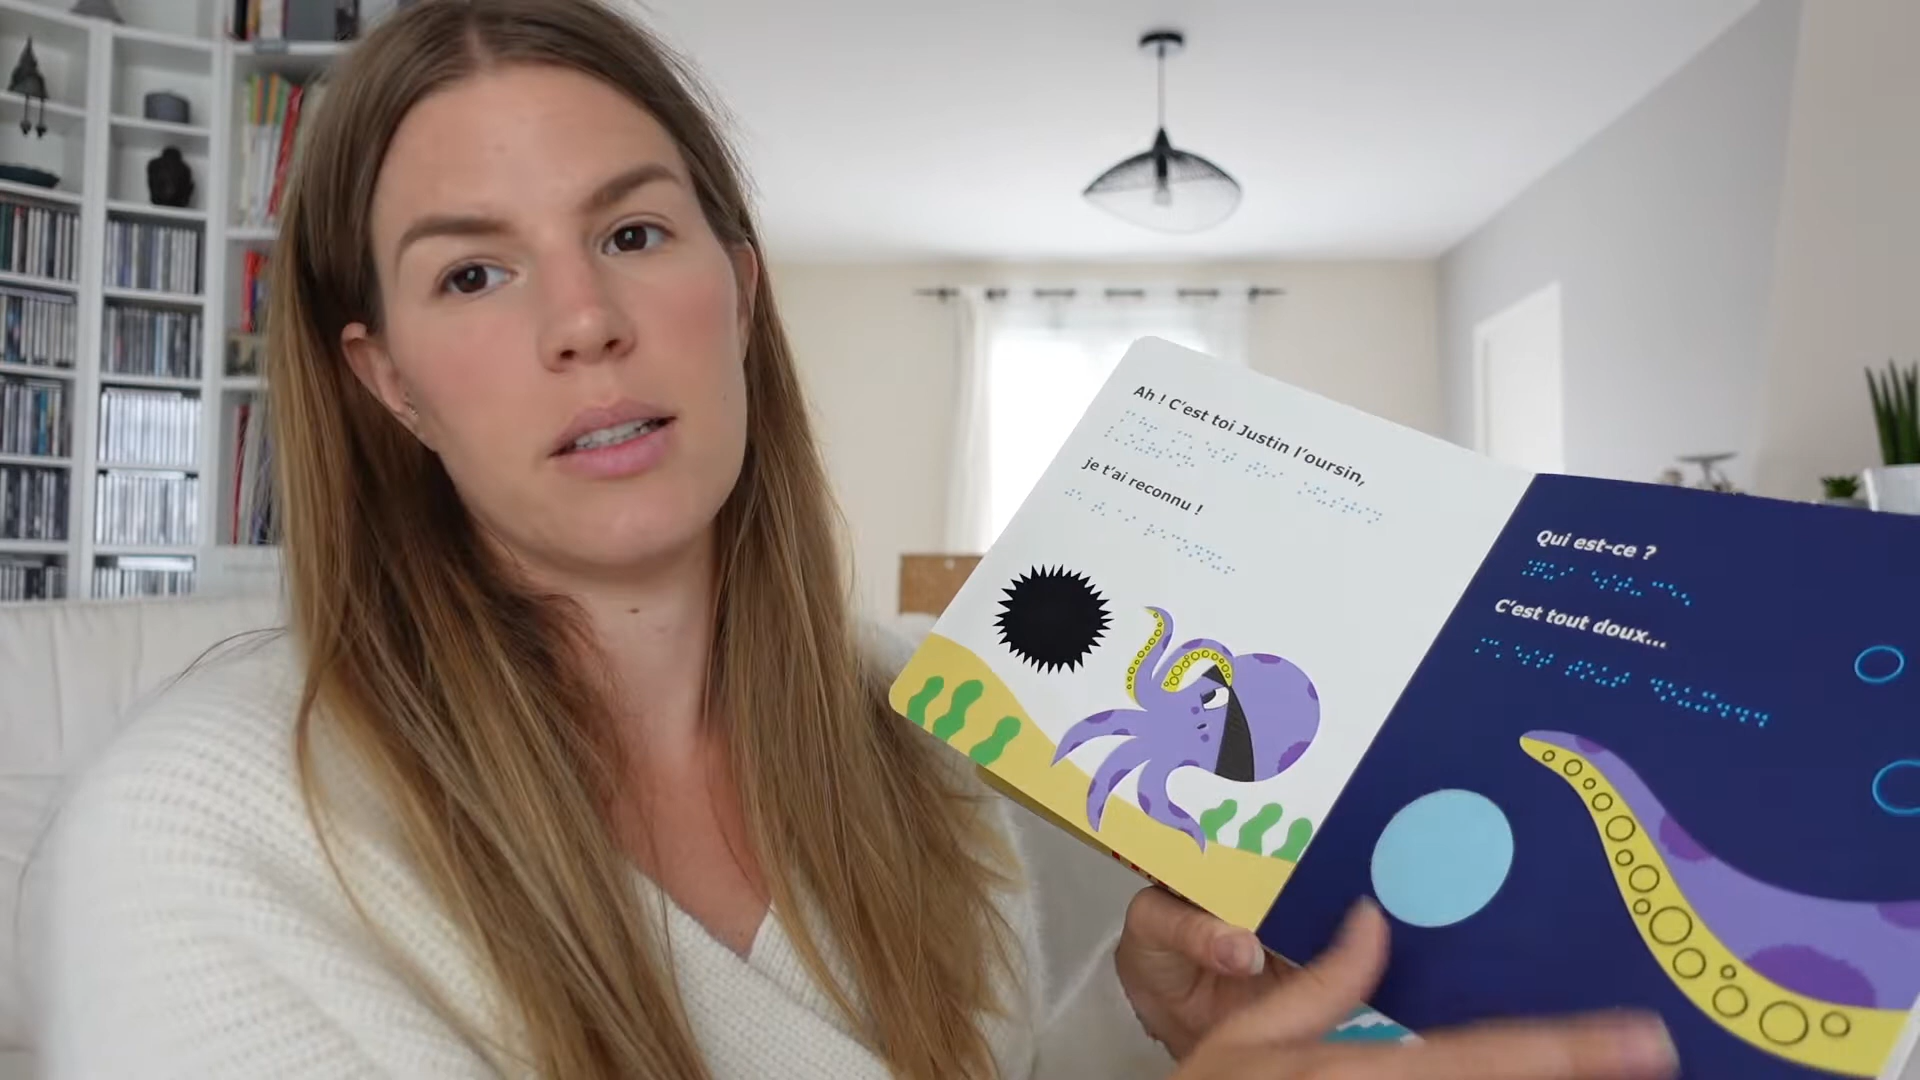 Ah ! C'est toi Justin l'oursin,
je t'ai reconnu !
Qui est-ce ?
C'est tout doux...